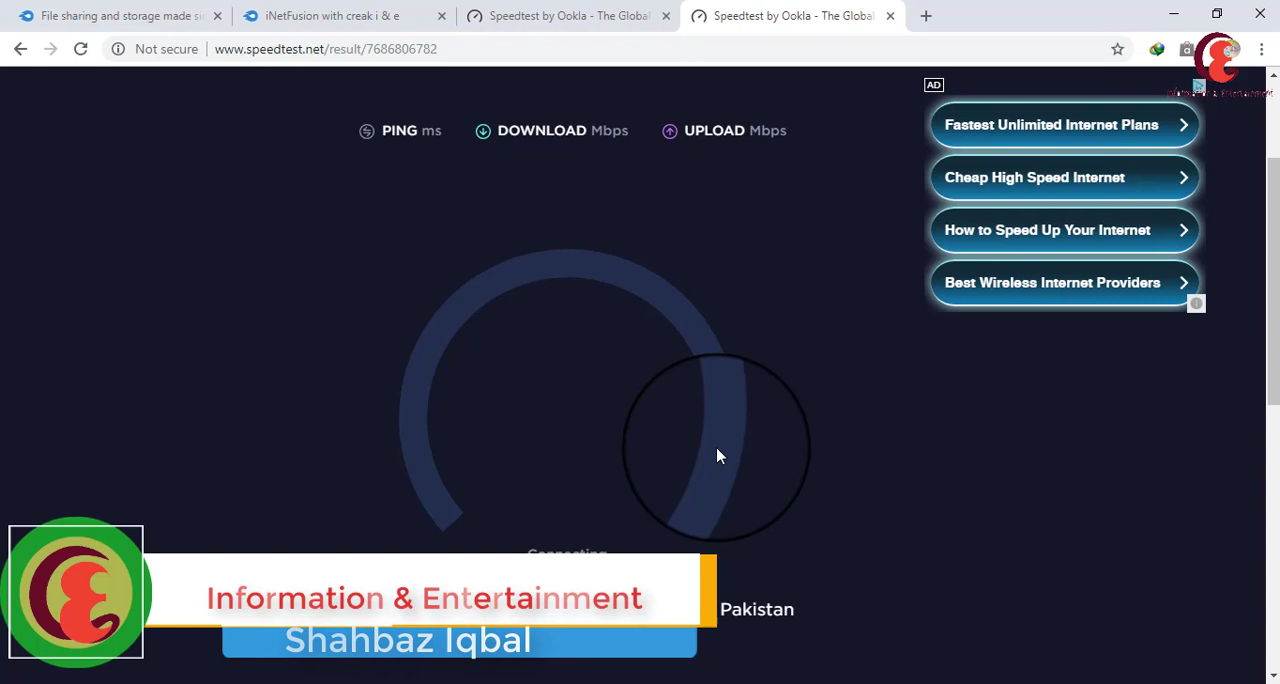 File sharing and storage made si
iNetFusion with creak i & e
Speedtest by Ookla - The Global
Speedtest by Ookla - The Global
Not secure
www.speedtest.net/result/7686806782
PING ms
DOWNLOAD Mbps
UPLOAD Mbps
AD
Fastest Unlimited Internet Plans
Cheap High Speed Internet
How to Speed Up Your Internet
Best Wireless Internet Providers
Connecting
Pakistan
Information & Entertainment
Shahbaz Iqbal